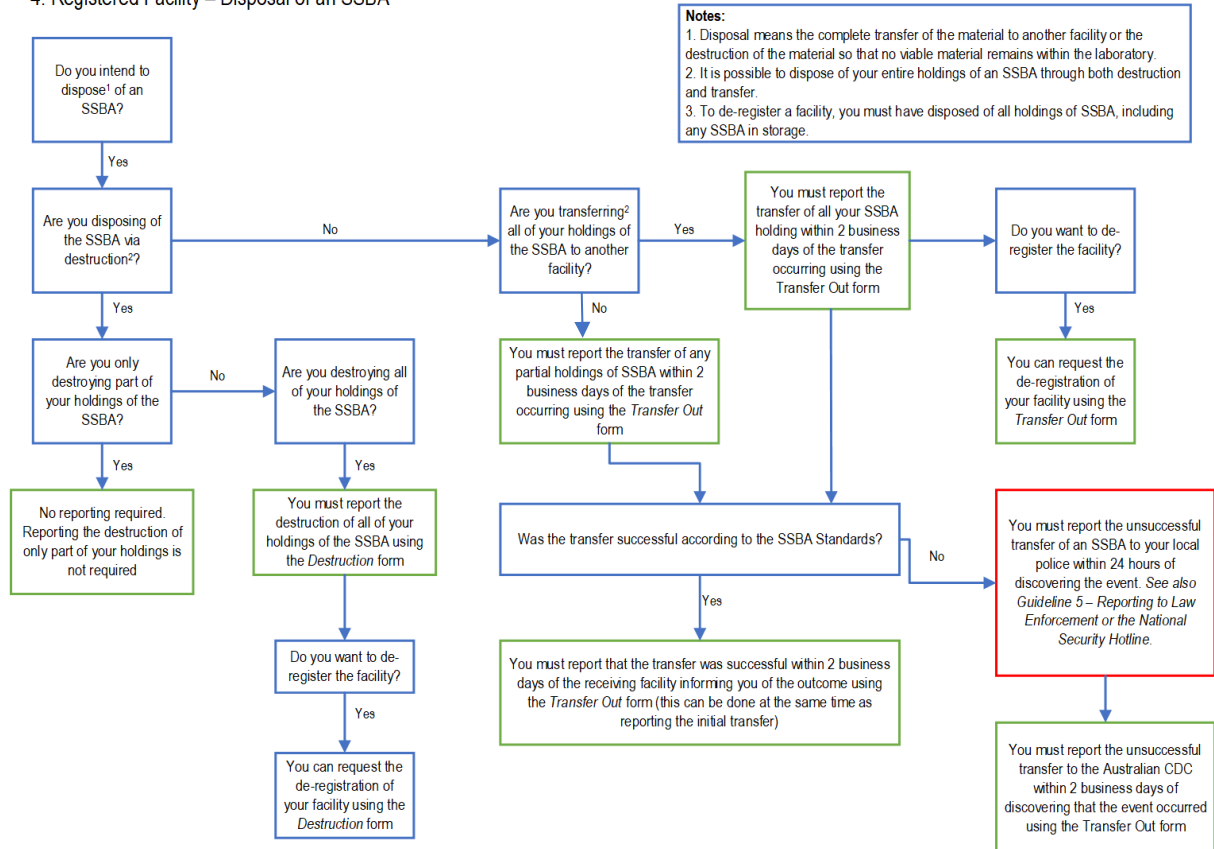 4. Registered Facility – Disposal of an SSBA
Notes:
1. Disposal means the complete transfer of the material to another facility or the
destruction of the material so that no viable material remains within the laboratory.
2. It is possible to dispose of your entire holdings of an SSBA through both destruction
and transfer.
3. To de-register a facility, you must have disposed of all holdings of SSBA, including
any SSBA in storage.
Do you intend to
dispose¹ of an
SSBA?
Yes
Are you disposing of
the SSBA via
destruction²?
No
Are you transferring²
all of your holdings of
the SSBA to another
facility?
Yes
You must report the
transfer of all your SSBA
holding within 2 business
days of the transfer
occurring using the
Transfer Out form
Do you want to de-
register the facility?
Yes
No
Yes
Are you only
destroying part of
your holdings of the
SSBA?
No
Are you destroying all
of your holdings of
the SSBA?
You must report the transfer of any
partial holdings of SSBA within 2
business days of the transfer
occurring using the Transfer Out
form
You can request the
de-registration of
your facility using the
Transfer Out form
Yes
Yes
No reporting required.
Reporting the destruction of
only part of your holdings is
not required
You must report the
destruction of all of your
holdings of the SSBA using
the Destruction form
Was the transfer successful according to the SSBA Standards?
No
You must report the unsuccessful
transfer of an SSBA to your local
police within 24 hours of
discovering the event. See also
Guideline 5 – Reporting to Law
Enforcement or the National
Security Hotline.
Yes
Do you want to de-
register the facility?
You must report that the transfer was successful within 2 business
days of the receiving facility informing you of the outcome using
the Transfer Out form (this can be done at the same time as
reporting the initial transfer)
Yes
You can request the
de-registration of
your facility using the
Destruction form
You must report the unsuccessful
transfer to the Australian CDC
within 2 business days of
discovering that the event occurred
using the Transfer Out form